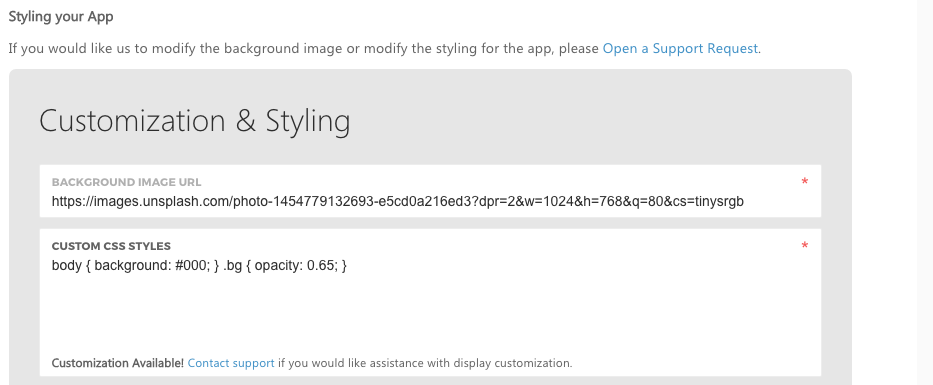 Styling your App
If you would like us to modify the background image or modify the styling for the app, please Open a Support Request.
Customization & Styling
BACKGROUND IMAGE URL *
https://images.unsplash.com/photo-1454779132693-e5cd0a216ed3?dpr=2&w=1024&h=768&q=80&cs=tinysrgb
CUSTOM CSS STYLES *
body { background: #000; } .bg { opacity: 0.65; }
Customization Available! Contact support if you would like assistance with display customization.